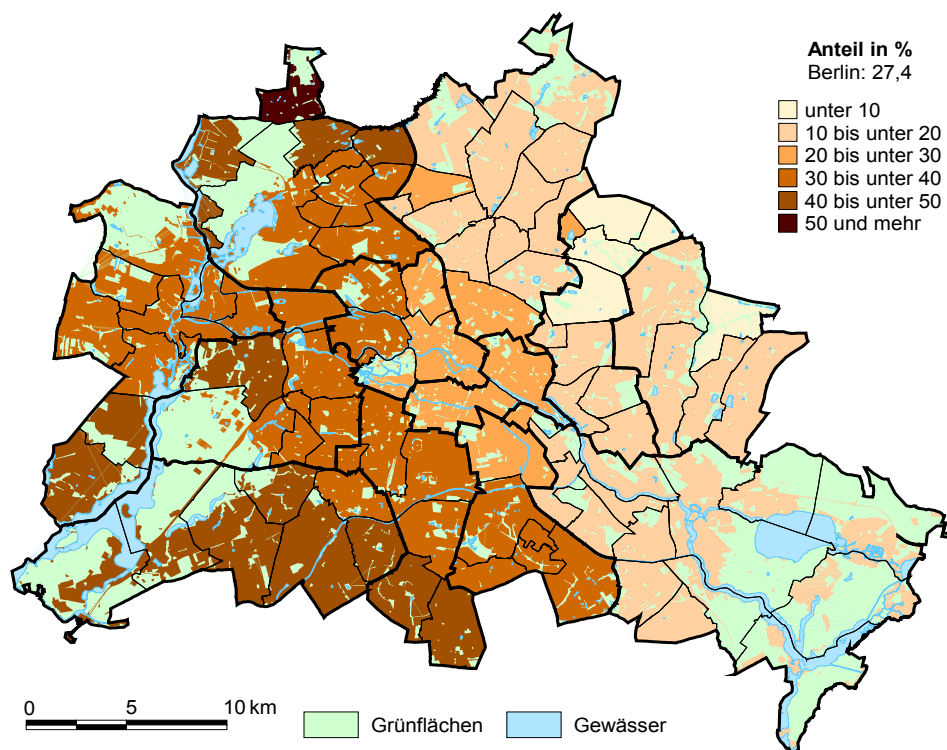 Anteil in %
Berlin: 27,4
unter 10
10 bis unter 20
20 bis unter 30
30 bis unter 40
40 bis unter 50
50 und mehr
0 5 10 km
Grünflächen Gewässer